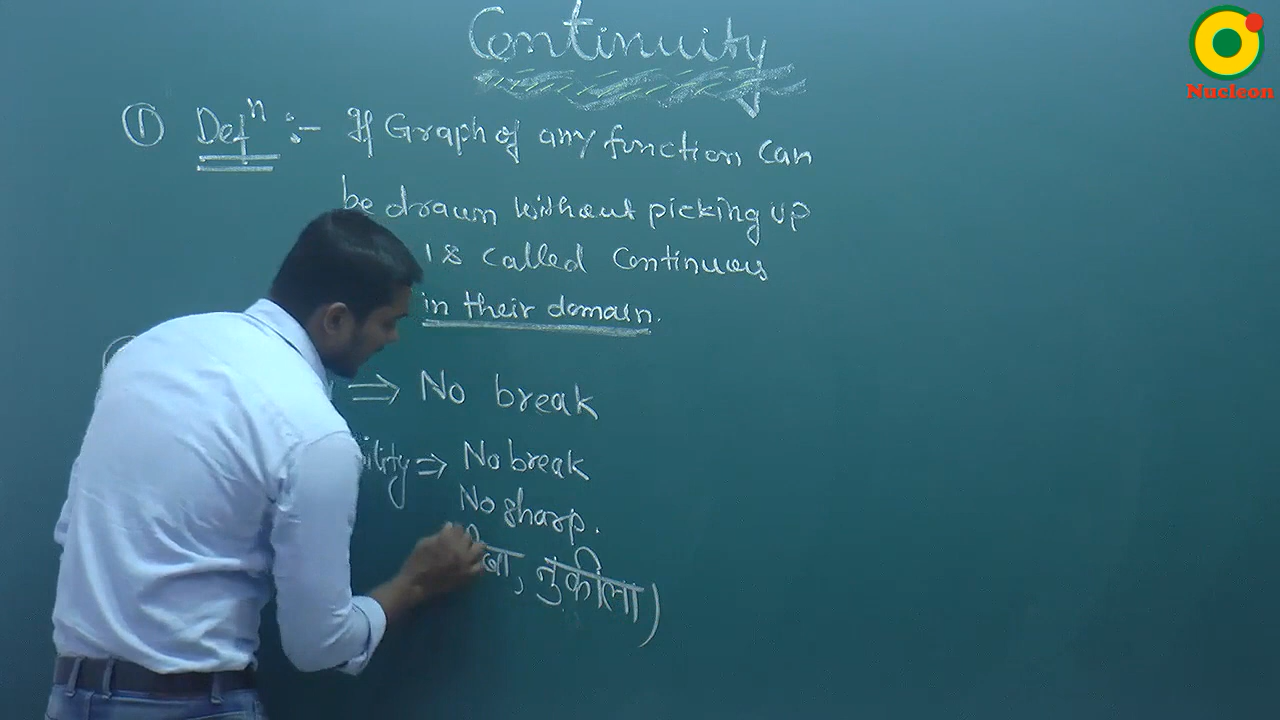 Continuity
① Defⁿ :- If Graph of any function can
be drawn without picking up
is called Continuous
in their domain.
⇒ No break
⇒ No break
No sharp.
, नुकीला)
Nucleon